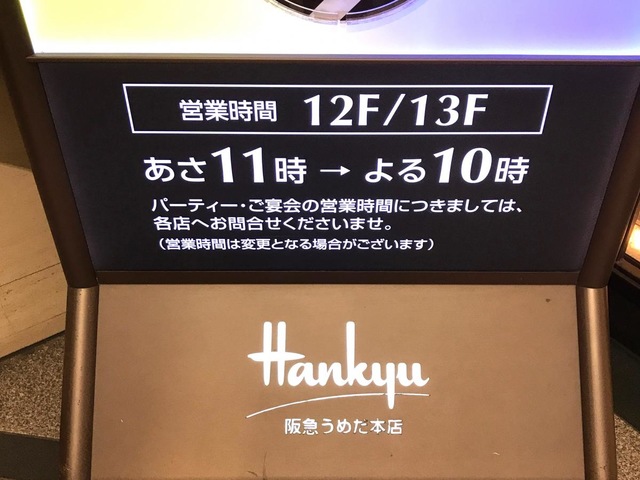 営業時間 12F/13F
あさ11時 → よる10時
パーティー・ご宴会の営業時間につきましては、
各店へお問合せくださいませ。
（営業時間は変更となる場合がございます）
Hankyu
阪急うめだ本店